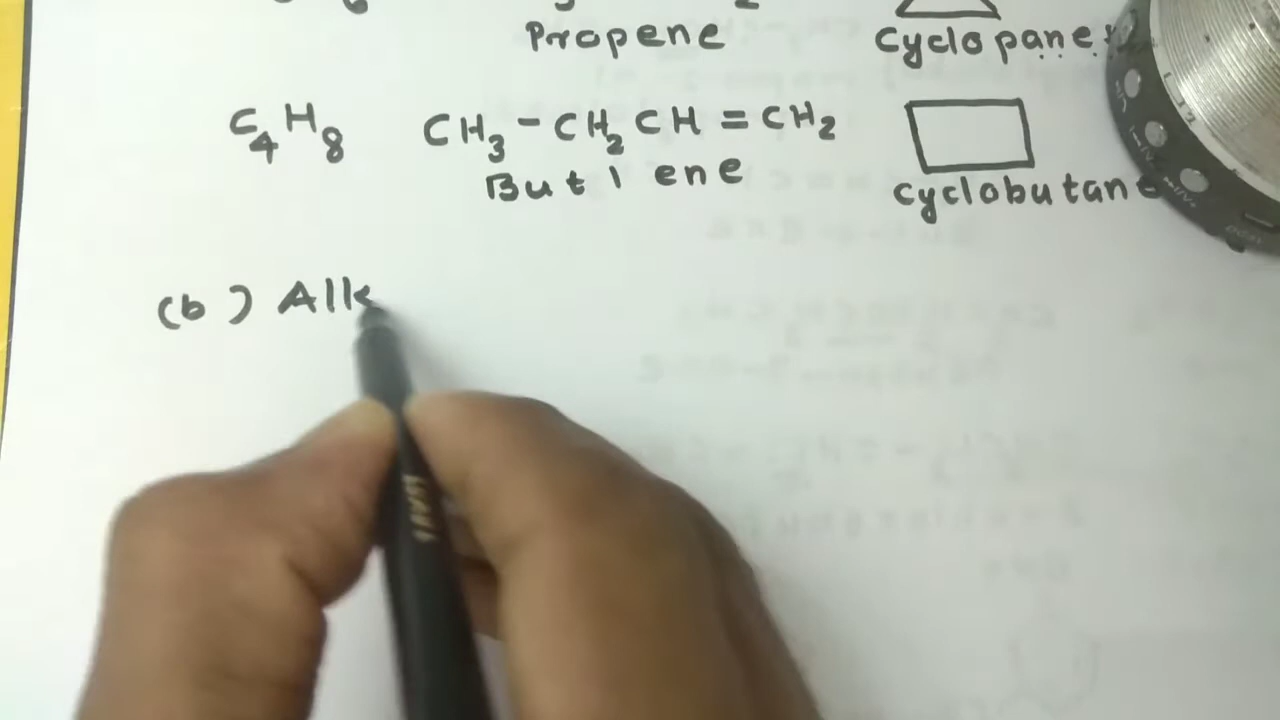 Propene Cyclopane
C4H8 CH3-CH2CH=CH2
But 1 ene cyclobutane
(b) Alk